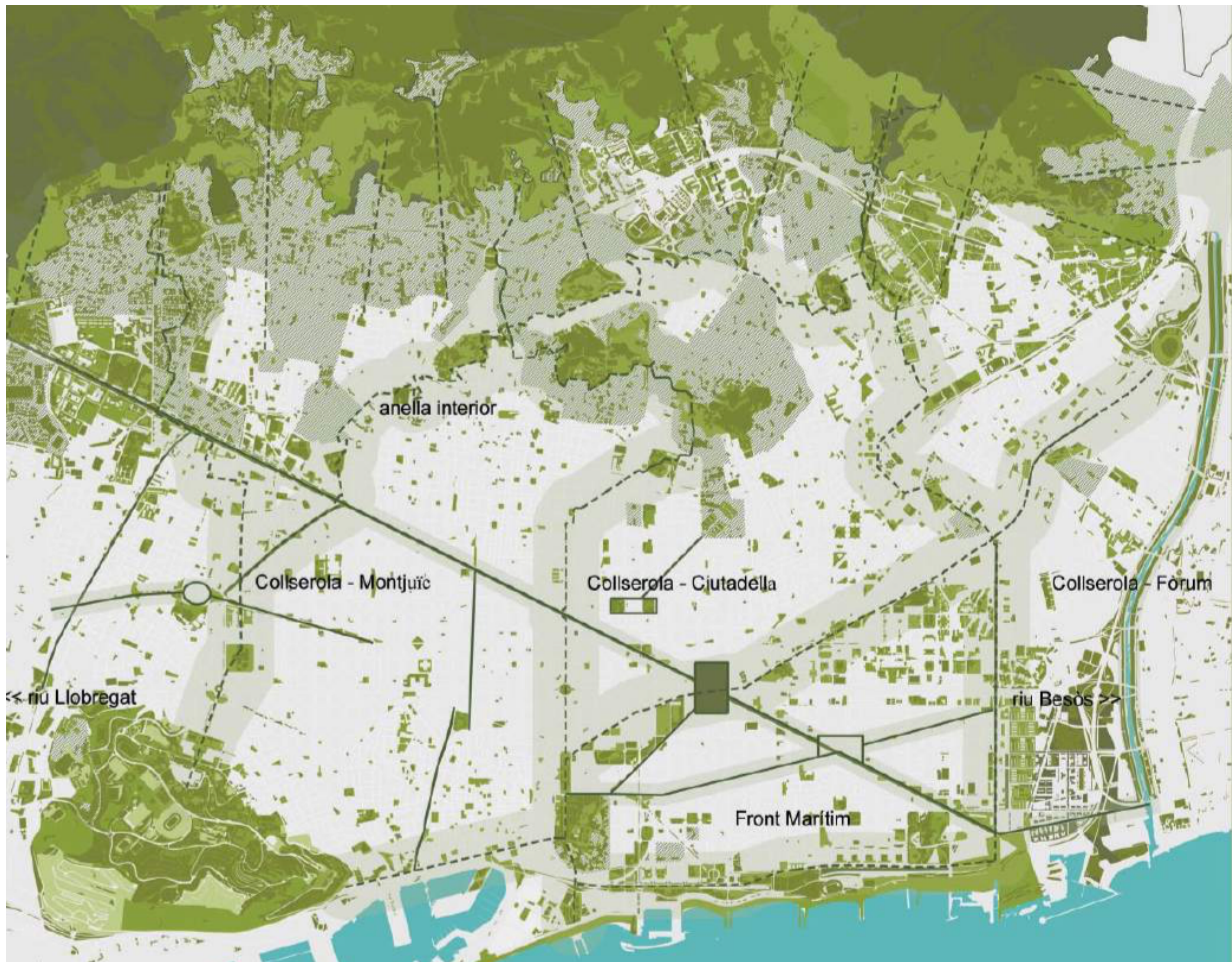 anella interior
Collserola - Montjuïc
Collserola - Ciutadella
Collserola - Fòrum
<< riu Llobregat
riu Besòs >>
Front Marítim